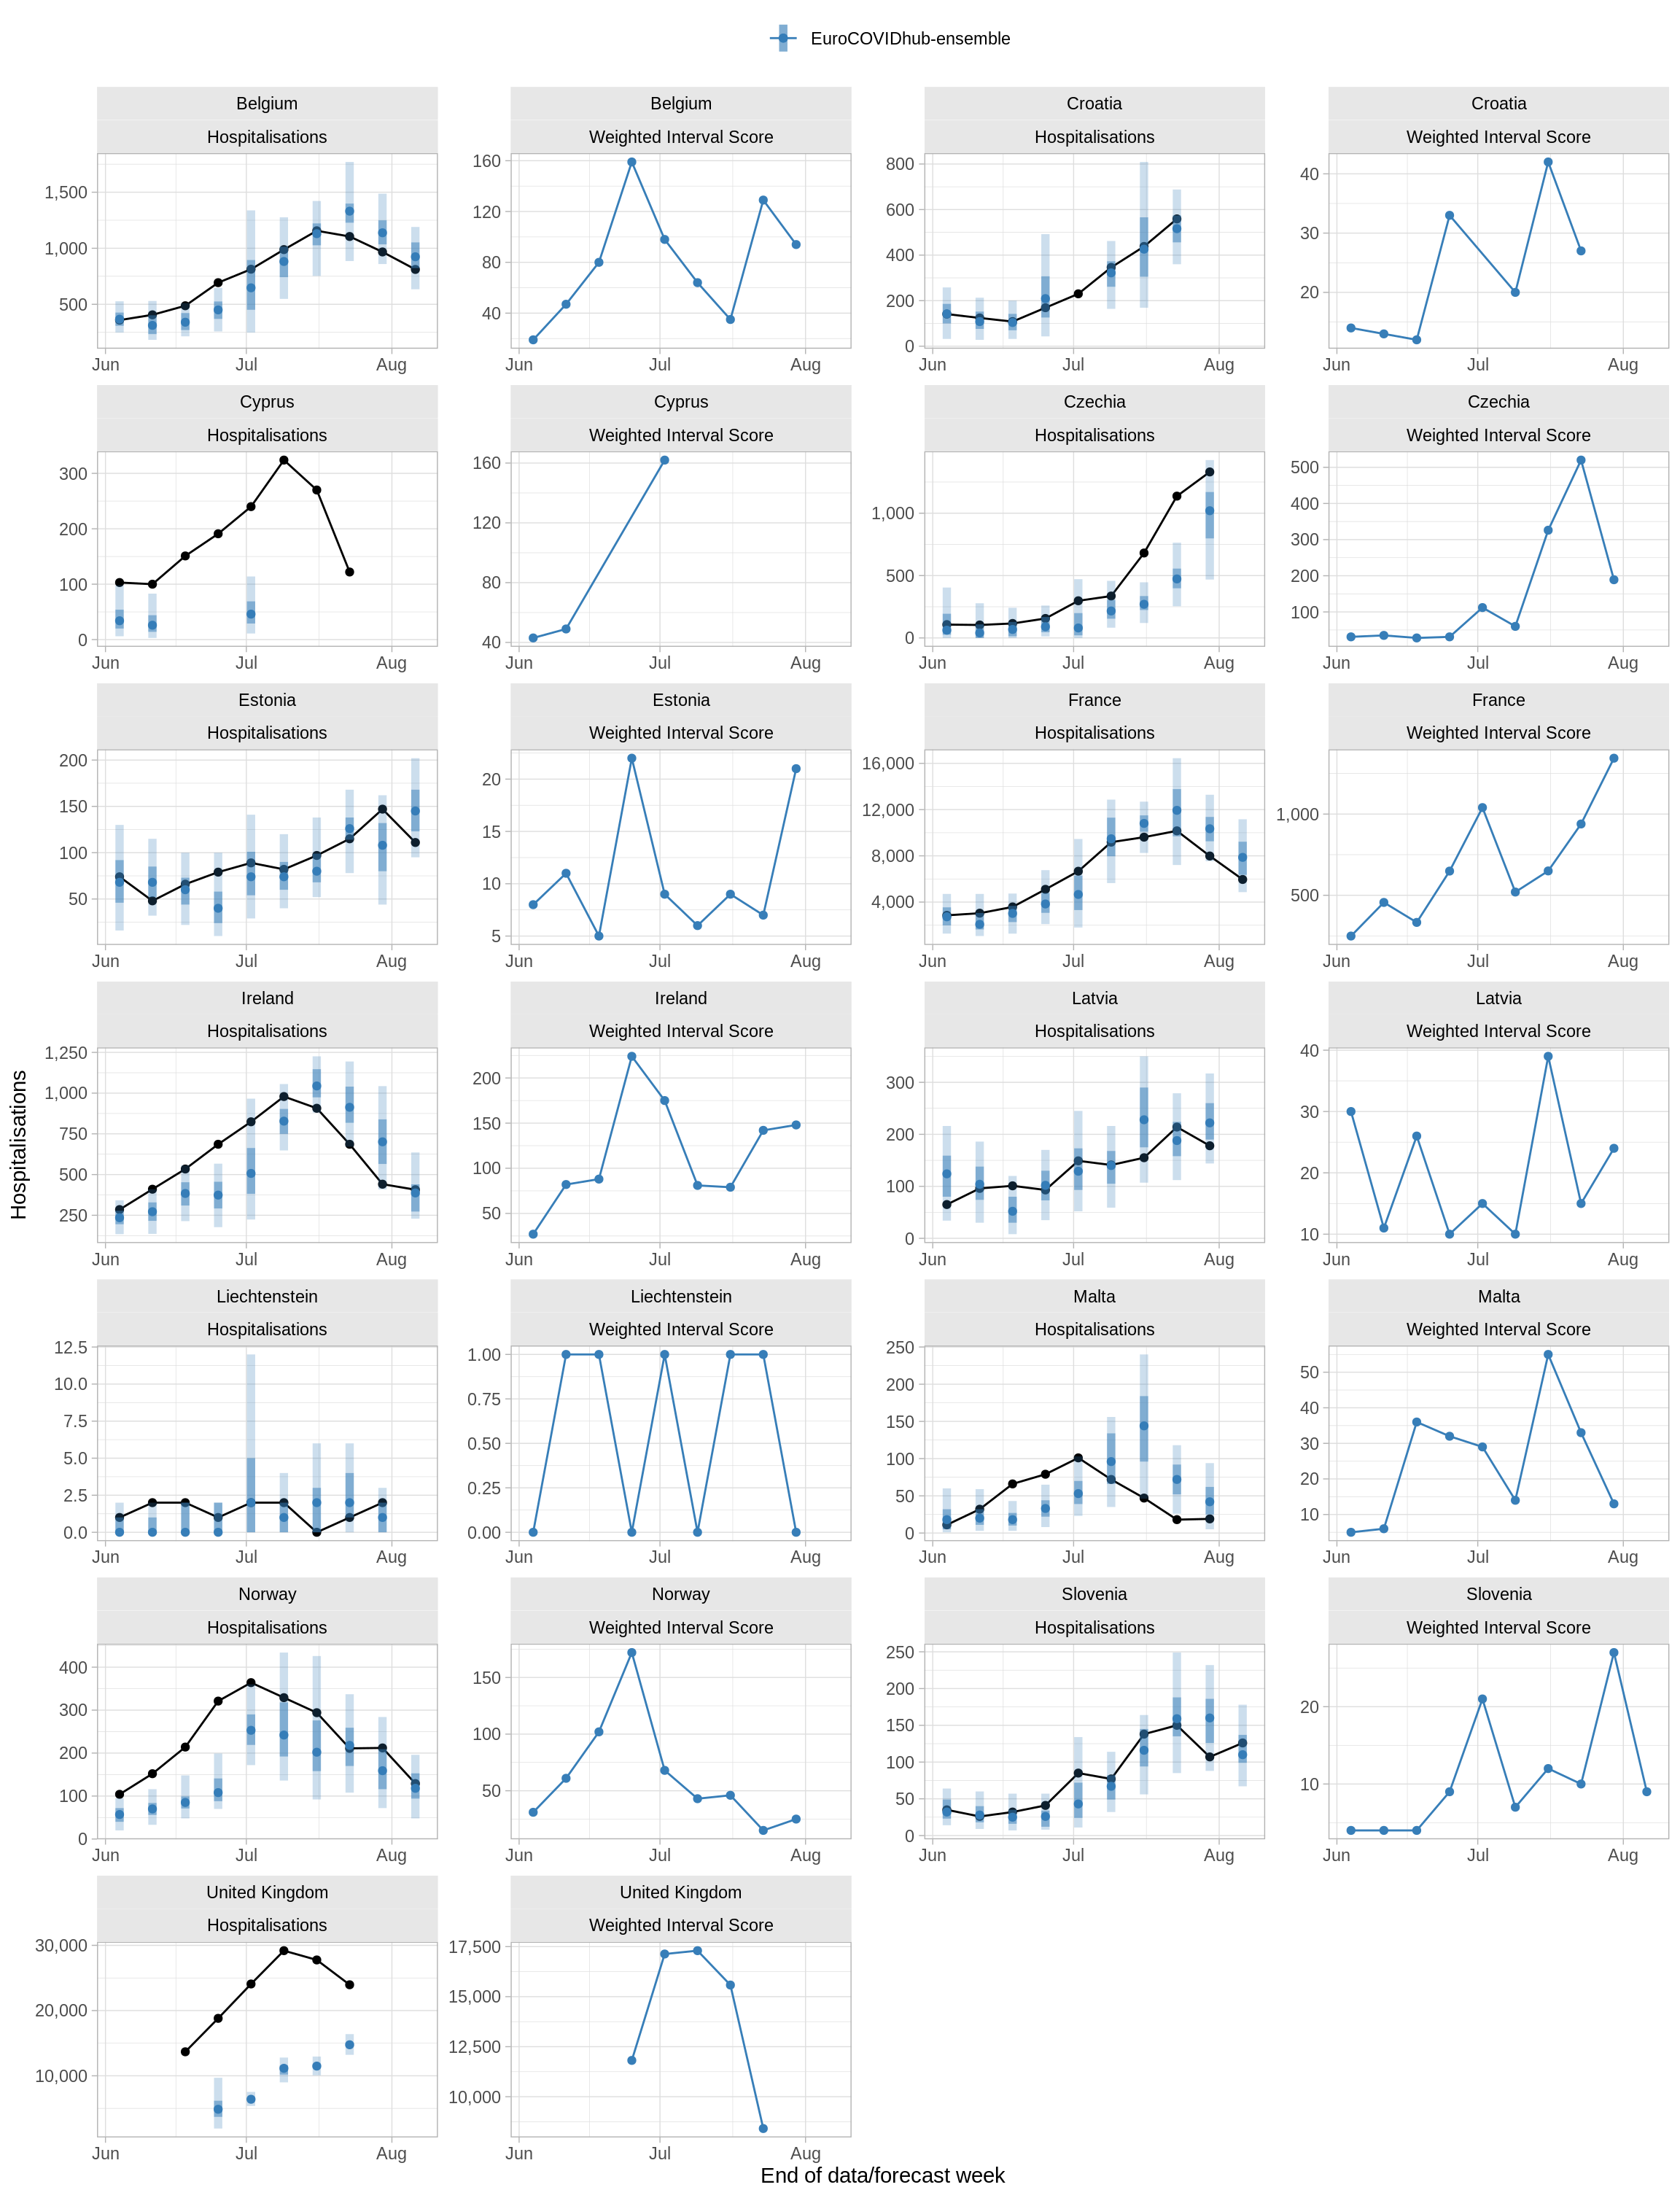 EuroCOVIDhub-ensemble
Belgium Belgium Croatia Croatia
Hospitalisations Weighted Interval Score Hospitalisations Weighted Interval Score
1,500 1,000 500
160 120 80 40
800 600 400 200 0
40 30 20
Jun Jul Aug Jun Jul Aug Jun Jul Aug Jun Jul Aug
Cyprus Cyprus Czechia Czechia
Hospitalisations Weighted Interval Score Hospitalisations Weighted Interval Score
300 200 100 0
160 120 80 40
1,000 500 0
500 400 300 200 100
Jun Jul Aug Jun Jul Aug Jun Jul Aug Jun Jul Aug
Estonia Estonia France France
Hospitalisations Weighted Interval Score Hospitalisations Weighted Interval Score
200 150 100 50
20 15 10 5
16,000 12,000 8,000 4,000
1,000 500
Jun Jul Aug Jun Jul Aug Jun Jul Aug Jun Jul Aug
Ireland Ireland Latvia Latvia
Hospitalisations Weighted Interval Score Hospitalisations Weighted Interval Score
1,250 1,000 750 500 250
200 150 100 50
300 200 100 0
40 30 20 10
Jun Jul Aug Jun Jul Aug Jun Jul Aug Jun Jul Aug
Hospitalisations
Liechtenstein Liechtenstein Malta Malta
Hospitalisations Weighted Interval Score Hospitalisations Weighted Interval Score
12.5 10.0 7.5 5.0 2.5 0.0
1.00 0.75 0.50 0.25 0.00
250 200 150 100 50 0
50 40 30 20 10
Jun Jul Aug Jun Jul Aug Jun Jul Aug Jun Jul Aug
Norway Norway Slovenia Slovenia
Hospitalisations Weighted Interval Score Hospitalisations Weighted Interval Score
400 300 200 100 0
150 100 50
250 200 150 100 50 0
20 10
Jun Jul Aug Jun Jul Aug Jun Jul Aug Jun Jul Aug
United Kingdom United Kingdom
Hospitalisations Weighted Interval Score
30,000 20,000 10,000
17,500 15,000 12,500 10,000
Jun Jul Aug Jun Jul Aug
End of data/forecast week